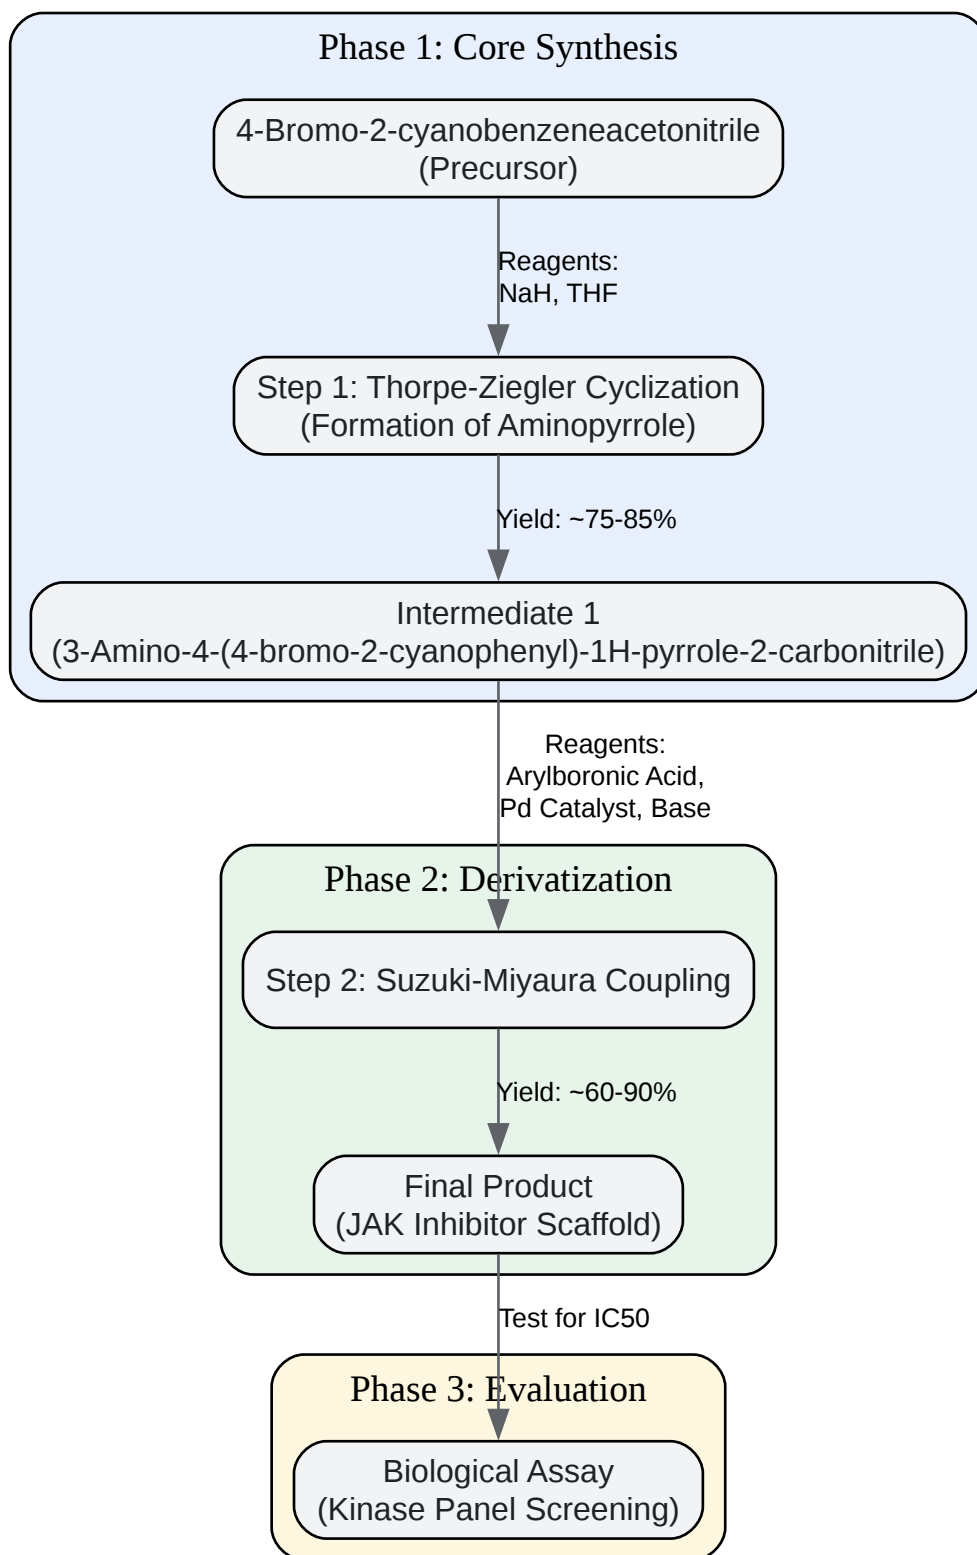 Phase 1: Core Synthesis
4-Bromo-2-cyanobenzeneacetonitrile
(Precursor)
Reagents:
NaH, THF
Step 1: Thorpe-Ziegler Cyclization
(Formation of Aminopyrrole)
Yield: ~75-85%
Intermediate 1
(3-Amino-4-(4-bromo-2-cyanophenyl)-1H-pyrrole-2-carbonitrile)
Reagents:
Arylboronic Acid,
Pd Catalyst, Base
Phase 2: Derivatization
Step 2: Suzuki-Miyaura Coupling
Yield: ~60-90%
Final Product
(JAK Inhibitor Scaffold)
Test for IC50
Phase 3: Evaluation
Biological Assay
(Kinase Panel Screening)